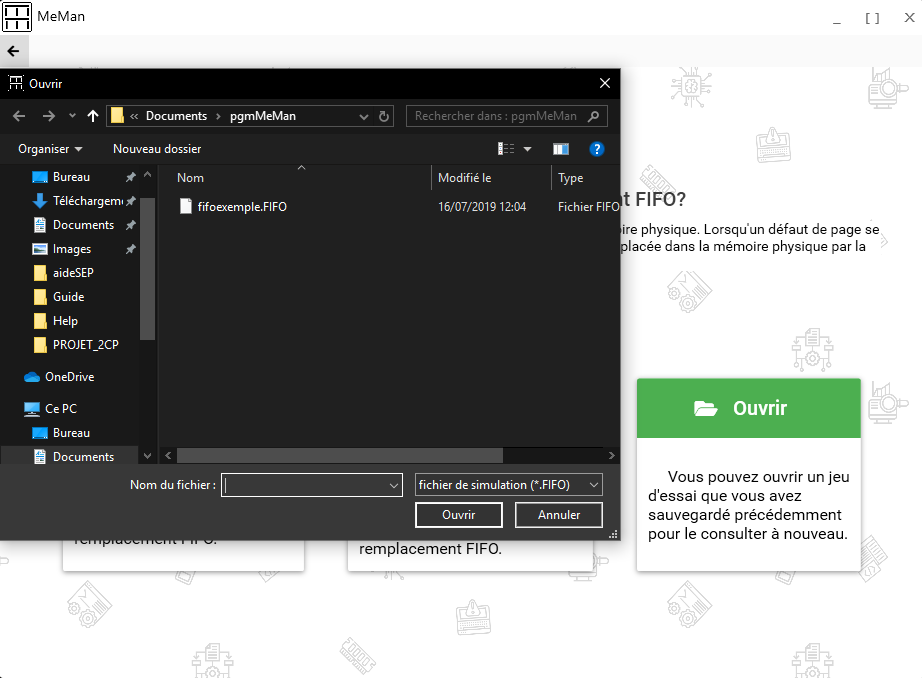 MeMan
Ouvrir
Documents
pgmMeMan
Rechercher dans : pgmMeMan
Organiser
Nouveau dossier
Bureau
Téléchargem
Documents
Images
aideSEP
Guide
Help
PROJET_2CP
OneDrive
Ce PC
Bureau
Documents
Nom
Modifié le
Type
fifoexemple.FIFO
16/07/2019 12:04
Fichier FIFO
Nom du fichier :
fichier de simulation (*.FIFO)
Ouvrir
Annuler
t FIFO?
ire physique. Lorsqu'un défaut de page se
placée dans la mémoire physique par la
remplacement FIFO.
remplacement FIFO.
Ouvrir
Vous pouvez ouvrir un jeu
d'essai que vous avez
sauvegardé précédemment
pour le consulter à nouveau.